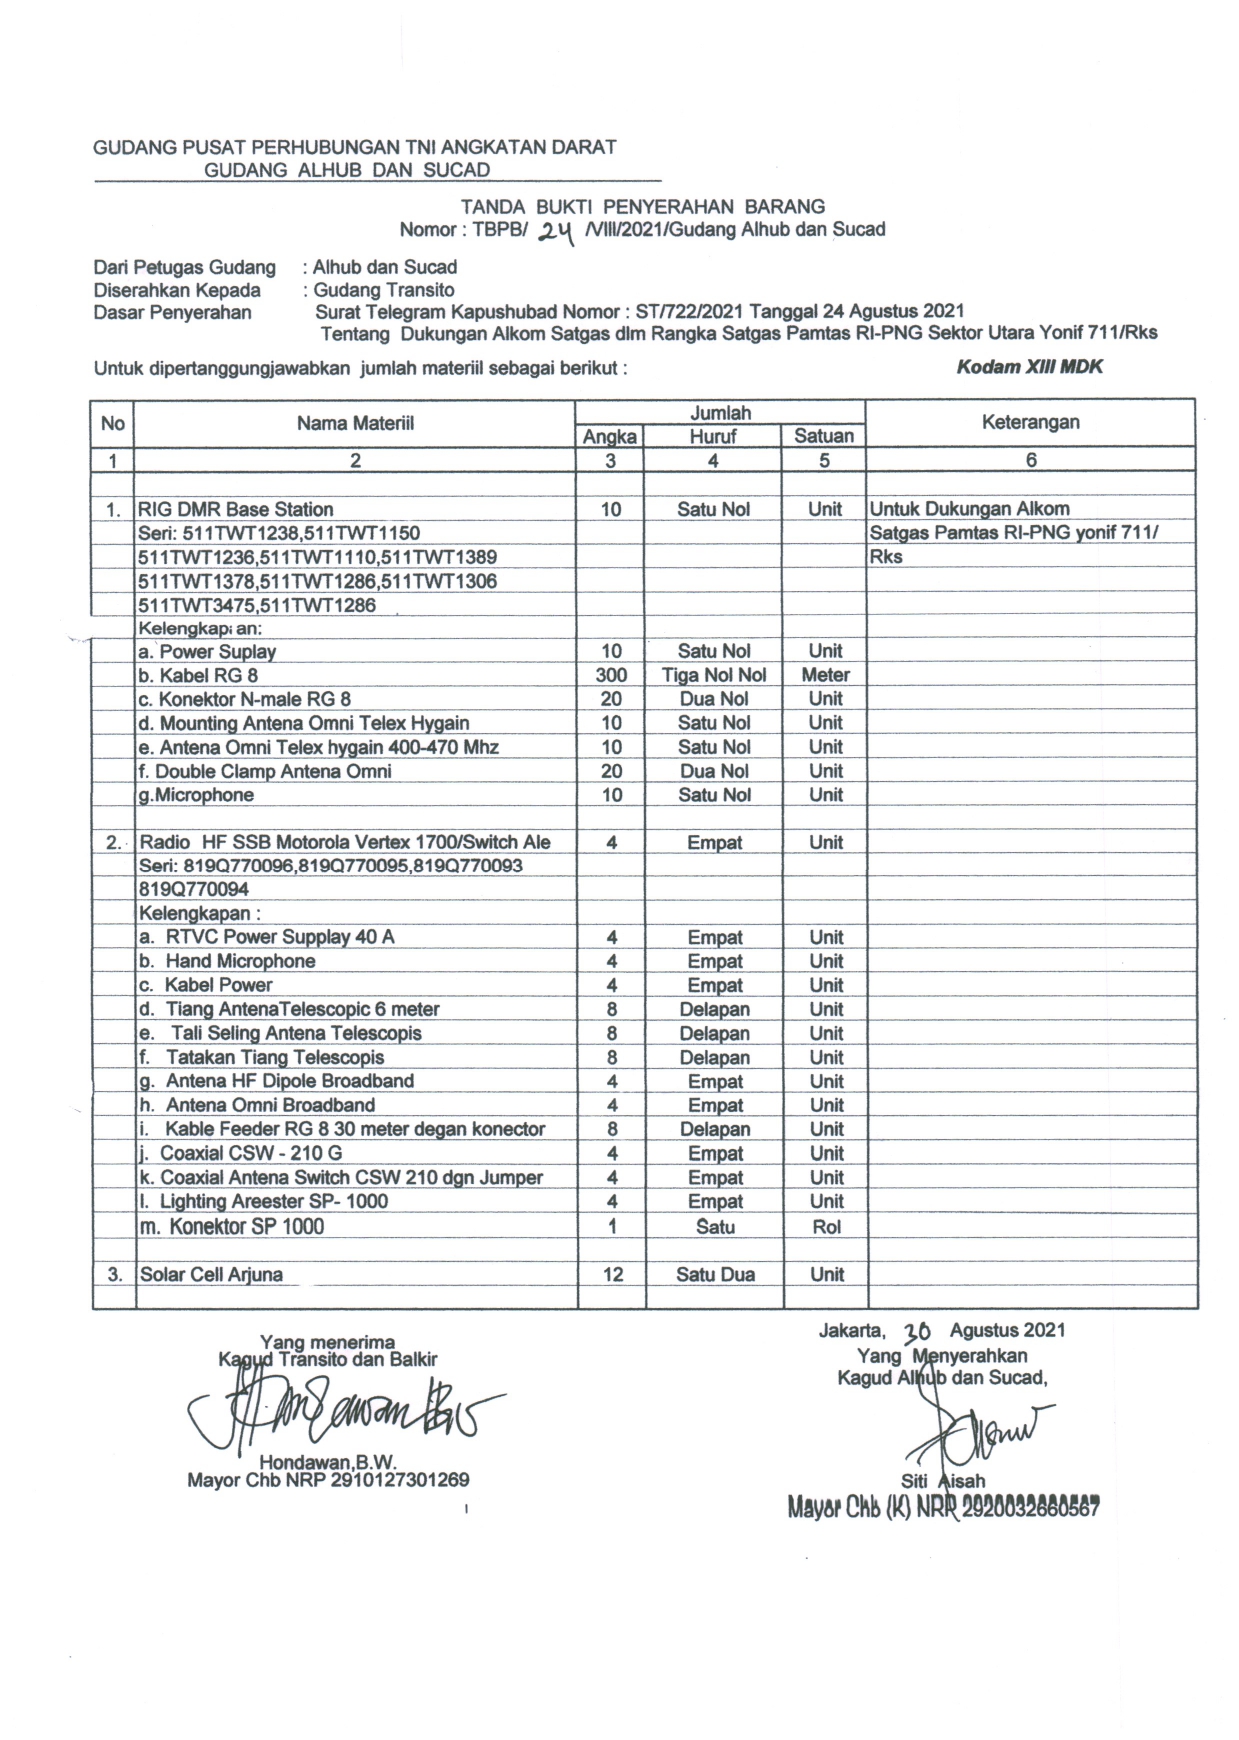 GUDANG PUSAT PERHUBUNGAN TNI ANGKATAN DARAT
GUDANG ALHUB DAN SUCAD
TANDA BUKTI PENYERAHAN BARANG
Nomor : TBPB/ 24 /VIII/2021/Gudang Alhub dan Sucad
Dari Petugas Gudang : Alhub dan Sucad
Diserahkan Kepada : Gudang Transito
Dasar Penyerahan Surat Telegram Kapushubad Nomor : ST/722/2021 Tanggal 24 Agustus 2021
Tentang Dukungan Alkom Satgas dlm Rangka Satgas Pamtas RI-PNG Sektor Utara Yonif 711/Rks
Untuk dipertanggungjawabkan jumlah materiil sebagai berikut : Kodam XIII MDK
No Nama Materiil Jumlah Keterangan
Angka Huruf Satuan
1 2 3 4 5 6
1. RIG DMR Base Station 10 Satu Nol Unit Untuk Dukungan Alkom
Seri: 511TWT1238,511TWT1150 Satgas Pamtas RI-PNG yonif 711/
511TWT1236,511TWT1110,511TWT1389 Rks
511TWT1378,511TWT1286,511TWT1306
511TWT3475,511TWT1286
Kelengkapi an:
a. Power Suplay 10 Satu Nol Unit
b. Kabel RG 8 300 Tiga Nol Nol Meter
c. Konektor N-male RG 8 20 Dua Nol Unit
d. Mounting Antena Omni Telex Hygain 10 Satu Nol Unit
e. Antena Omni Telex hygain 400-470 Mhz 10 Satu Nol Unit
f. Double Clamp Antena Omni 20 Dua Nol Unit
g.Microphone 10 Satu Nol Unit
2. Radio HF SSB Motorola Vertex 1700/Switch Ale 4 Empat Unit
Seri: 819Q770096,819Q770095,819Q770093
819Q770094
Kelengkapan :
a. RTVC Power Supplay 40 A 4 Empat Unit
b. Hand Microphone 4 Empat Unit
c. Kabel Power 4 Empat Unit
d. Tiang AntenaTelescopic 6 meter 8 Delapan Unit
e. Tali Seling Antena Telescopis 8 Delapan Unit
f. Tatakan Tiang Telescopis 8 Delapan Unit
g. Antena HF Dipole Broadband 4 Empat Unit
h. Antena Omni Broadband 4 Empat Unit
i. Kable Feeder RG 8 30 meter degan konector 8 Delapan Unit
j. Coaxial CSW - 210 G 4 Empat Unit
k. Coaxial Antena Switch CSW 210 dgn Jumper 4 Empat Unit
l. Lighting Areester SP- 1000 4 Empat Unit
m. Konektor SP 1000 1 Satu Rol
3. Solar Cell Arjuna 12 Satu Dua Unit
Jakarta, 30 Agustus 2021
Yang menerima Yang Menyerahkan
Kagud Transito dan Balkir Kagud Alhub dan Sucad,
Hondawan,B.W. Siti Aisah
Mayor Chb NRP 2910127301269 Mayor Chb (K) NRP 2920032660567